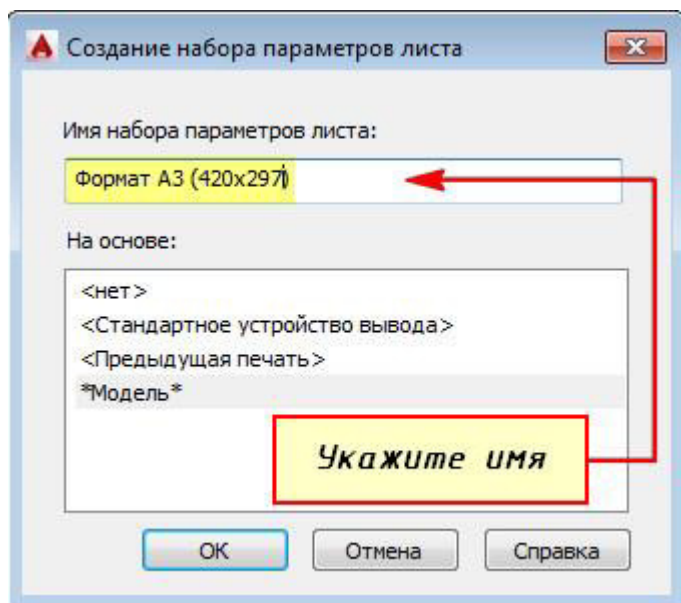 Создание набора параметров листа
Имя набора параметров листа:
Формат А3 (420х297)
На основе:
<нет>
<Стандартное устройство вывода>
<Предыдущая печать>
*Модель*
Укажите имя
ОК
Отмена
Справка